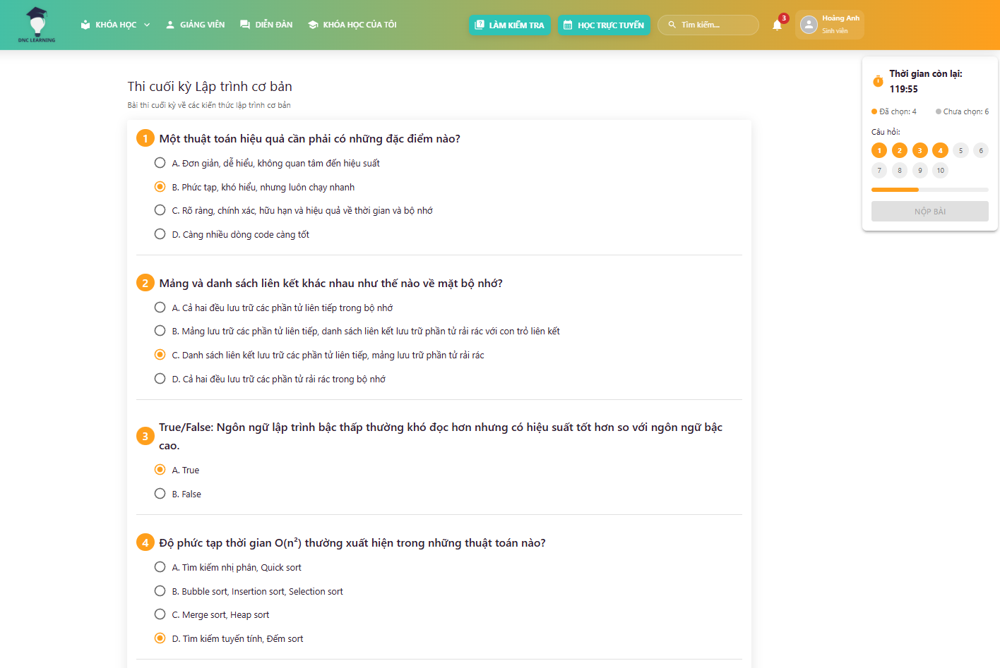 DNC LEARNING
KHÓA HỌC
GIẢNG VIÊN
DIỄN ĐÀN
KHÓA HỌC CỦA TÔI
LÀM KIỂM TRA
HỌC TRỰC TUYẾN
Tìm kiếm...
3
Hoàng Anh
Sinh viên
Thi cuối kỳ Lập trình cơ bản
Bài thi cuối kỳ về các kiến thức lập trình cơ bản
1 Một thuật toán hiệu quả cần phải có những đặc điểm nào?
A. Đơn giản, dễ hiểu, không quan tâm đến hiệu suất
B. Phức tạp, khó hiểu, nhưng luôn chạy nhanh
C. Rõ ràng, chính xác, hữu hạn và hiệu quả về thời gian và bộ nhớ
D. Càng nhiều dòng code càng tốt
2 Mảng và danh sách liên kết khác nhau như thế nào về mặt bộ nhớ?
A. Cả hai đều lưu trữ các phần tử liên tiếp trong bộ nhớ
B. Mảng lưu trữ các phần tử liên tiếp, danh sách liên kết lưu trữ phần tử rải rác với con trỏ liên kết
C. Danh sách liên kết lưu trữ các phần tử liên tiếp, mảng lưu trữ phần tử rải rác
D. Cả hai đều lưu trữ các phần tử rải rác trong bộ nhớ
3 True/False: Ngôn ngữ lập trình bậc thấp thường khó đọc hơn nhưng có hiệu suất tốt hơn so với ngôn ngữ bậc
cao.
A. True
B. False
4 Độ phức tạp thời gian O(n²) thường xuất hiện trong những thuật toán nào?
A. Tìm kiếm nhị phân, Quick sort
B. Bubble sort, Insertion sort, Selection sort
C. Merge sort, Heap sort
D. Tìm kiếm tuyến tính, Đếm sort
Thời gian còn lại:
119:55
Đã chọn: 4
Chưa chọn: 6
Câu hỏi:
1 2 3 4 5 6
7 8 9 10
NỘP BÀI